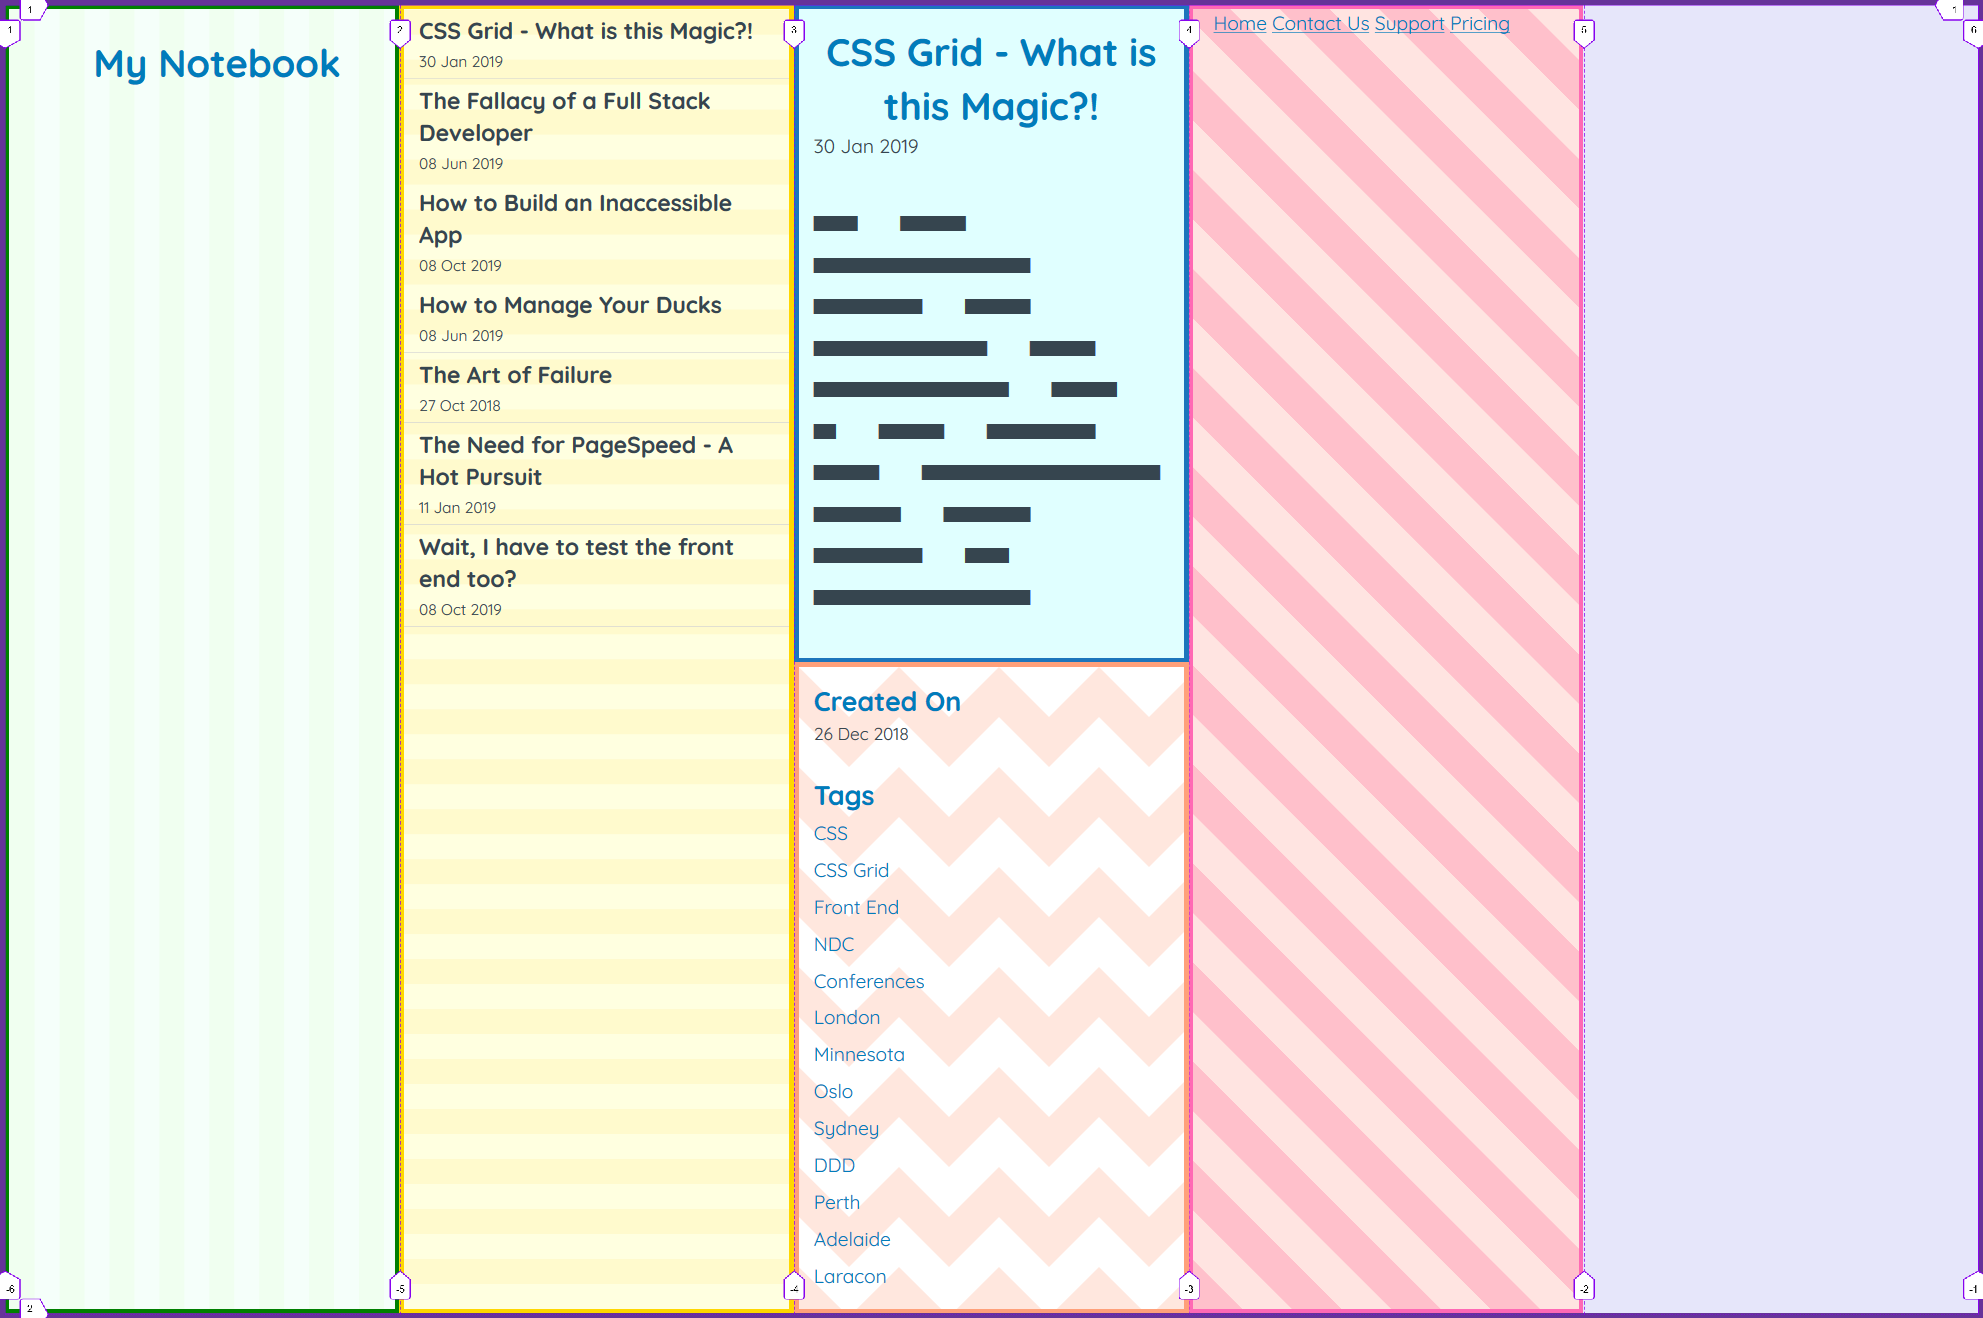 1
1
1
2
3
4
5
6
My Notebook
CSS Grid - What is this Magic?!
30 Jan 2019
The Fallacy of a Full Stack
Developer
08 Jun 2019
How to Build an Inaccessible
App
08 Oct 2019
How to Manage Your Ducks
08 Jun 2019
The Art of Failure
27 Oct 2018
The Need for PageSpeed - A
Hot Pursuit
11 Jan 2019
Wait, I have to test the front
end too?
08 Oct 2019
CSS Grid - What is
this Magic?!
30 Jan 2019
Created On
26 Dec 2018
Tags
CSS
CSS Grid
Front End
NDC
Conferences
London
Minnesota
Oslo
Sydney
DDD
Perth
Adelaide
Laracon
Home Contact Us Support Pricing
-6
-5
-4
-3
-2
-1
2